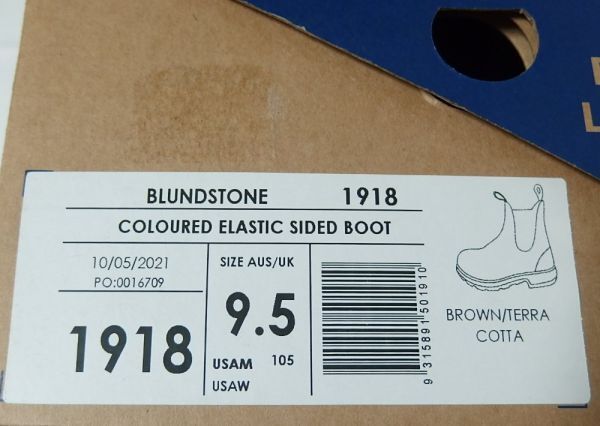 BLUNDSTONE 1918
COLOURED ELASTIC SIDED BOOT
10/05/2021
PO:0016709
1918
SIZE AUS/UK
9.5
USAM 105
USAW
9 315891 501910
BROWN/TERRA
COTTA